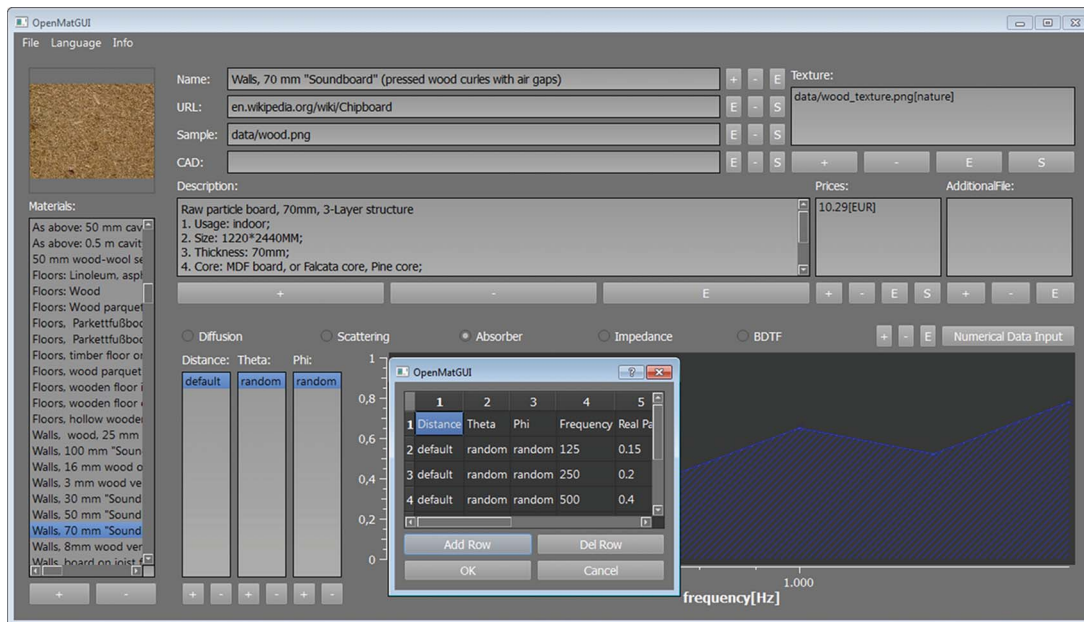 OpenMatGUI
File Language Info
Name: Walls, 70 mm "Soundboard" (pressed wood curles with air gaps) + - E
URL: en.wikipedia.org/wiki/Chipboard E - S
Sample: data/wood.png E - S
CAD: E - S
Texture:
data/wood_texture.png[nature]
+ - E S
Description:
Raw particle board, 70mm, 3-Layer structure
1. Usage: indoor;
2. Size: 1220*2440MM;
3. Thickness: 70mm;
4. Core: MDF board, or Falcata core, Pine core;
+ - E
Prices:
10.29[EUR]
+ - E S
AdditionalFile:
+ - E
Materials:
As above: 50 mm cav
As above: 0.5 m cavit
50 mm wood-wool se
Floors: Linoleum, asph
Floors: Wood
Floors: Wood parquet
Floors, Parkettfußboc
Floors, Parkettfußboc
Floors, timber floor or
Floors, wood parquet
Floors, wooden floor i
Floors, wooden floor
Floors, hollow wooder
Walls, wood, 25 mm
Walls, 100 mm "Soun
Walls, 16 mm wood o
Walls, 3 mm wood ve
Walls, 30 mm "Sound
Walls, 50 mm "Sound
Walls, 70 mm "Sound
Walls, 8mm wood ver
Walls, board on joist f
+ -
Diffusion Scattering Absorber Impedance BDTF + - E Numerical Data Input
Distance: Theta: Phi:
default random random
+ - + - + -
1
0,8
0,6
0,4
0,2
0
1.000
frequency[Hz]
OpenMatGUI
1 2 3 4 5
1 Distance Theta Phi Frequency Real Pa
2 default random random 125 0.15
3 default random random 250 0.2
4 default random random 500 0.4
Add Row Del Row
OK Cancel